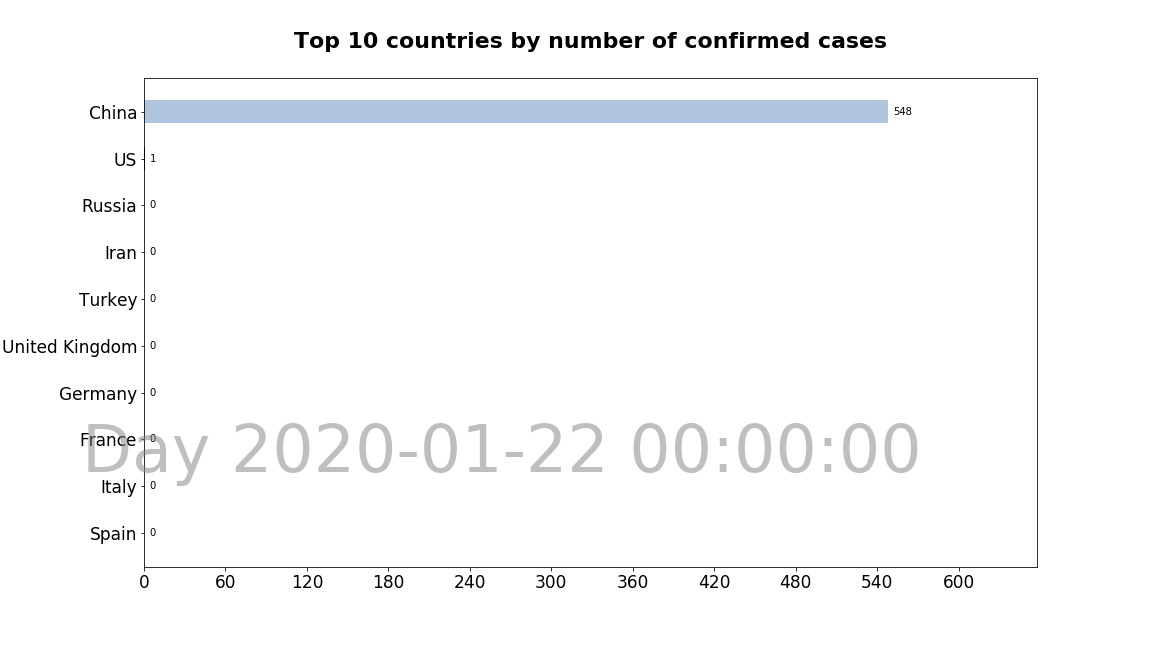 Top 10 countries by number of confirmed cases
China 548
US 1
Russia 0
Iran 0
Turkey 0
United Kingdom 0
Germany 0
France 0
Day 2020-01-22 00:00:00
Italy 0
Spain 0
0 60 120 180 240 300 360 420 480 540 600